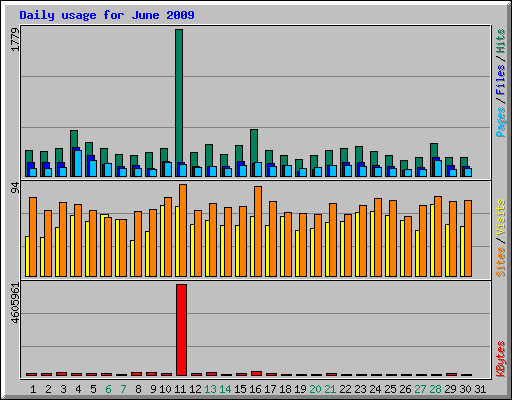 Daily usage for June 2009
1779
Pages / Files / Hits
94
Sites / Visits
4605961
KBytes
1 2 3 4 5 6 7 8 9 10 11 12 13 14 15 16 17 18 19 20 21 22 23 24 25 26 27 28 29 30 31